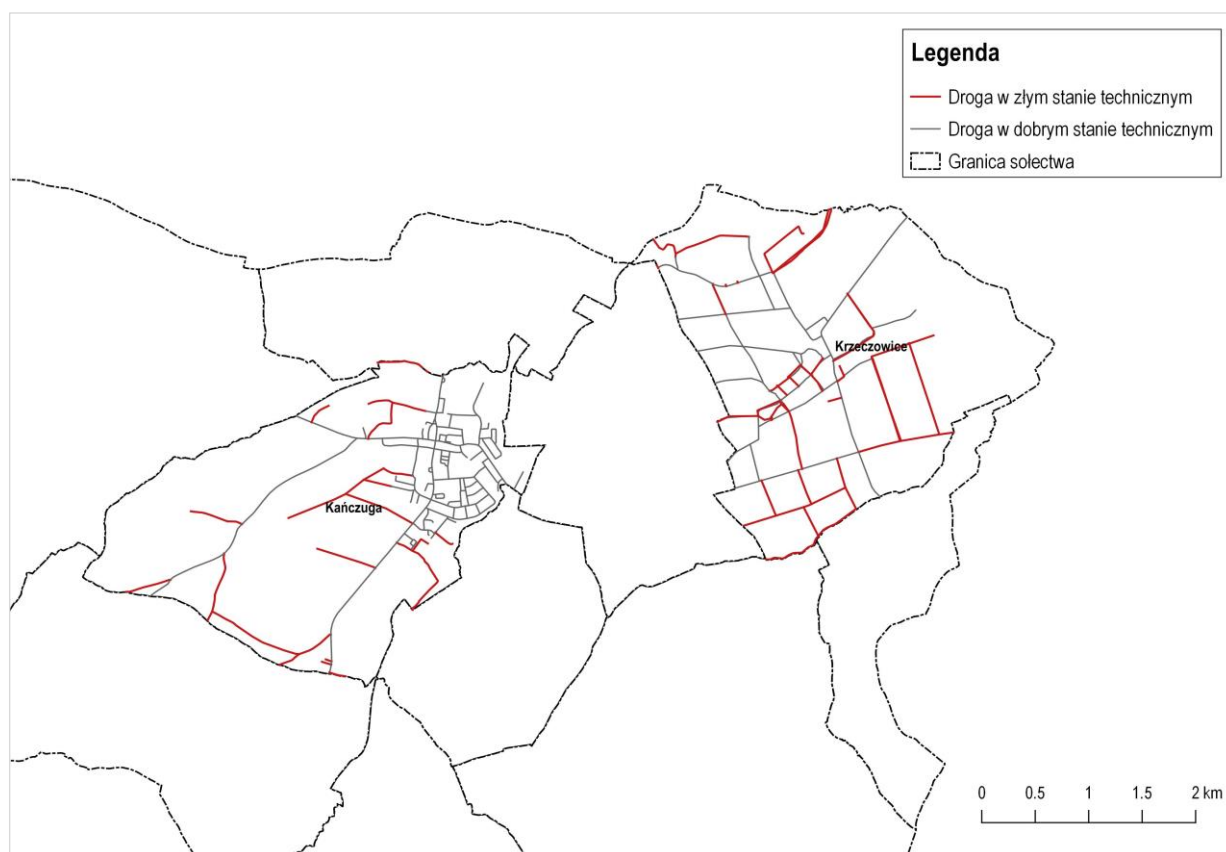 Legenda
Droga w złym stanie technicznym
Droga w dobrym stanie technicznym
Granica sołectwa
Krzeczowice
Kańczuga
0 0.5 1 1.5 2 km